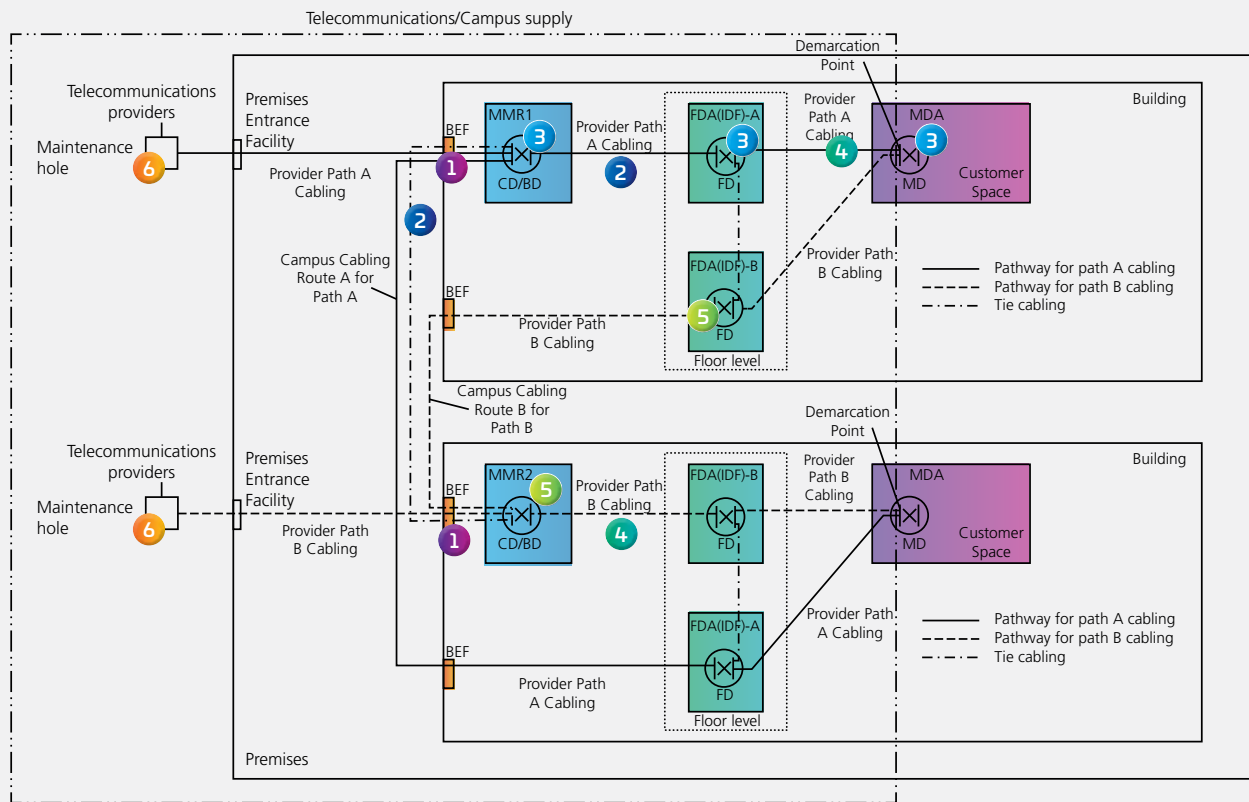 Telecommunications/Campus supply
Demarcation
Point
Telecommunications
providers
Maintenance
hole
6
Premises
Entrance
Facility
Provider Path A
Cabling
BEF
1
MMR1
3
CD/BD
Provider Path
A Cabling
2
FDA(IDF)-A
3
FD
Provider
Path A
Cabling
4
MDA
3
MD
Customer
Space
Building
2
Campus Cabling
Route A for
Path A
BEF
Provider Path
B Cabling
FDA(IDF)-B
5
FD
Floor level
Provider Path
B Cabling
Pathway for path A cabling
Pathway for path B cabling
Tie cabling
Campus Cabling
Route B for
Path B
Demarcation
Point
Telecommunications
providers
Maintenance
hole
6
Premises
Entrance
Facility
Provider Path
B Cabling
BEF
1
MMR2
5
CD/BD
Provider Path
B Cabling
4
FDA(IDF)-B
FD
Provider
Path B
Cabling
MDA
MD
Customer
Space
Building
BEF
Provider Path
A Cabling
FDA(IDF)-A
FD
Floor level
Provider Path
A Cabling
Pathway for path A cabling
Pathway for path B cabling
Tie cabling
Premises